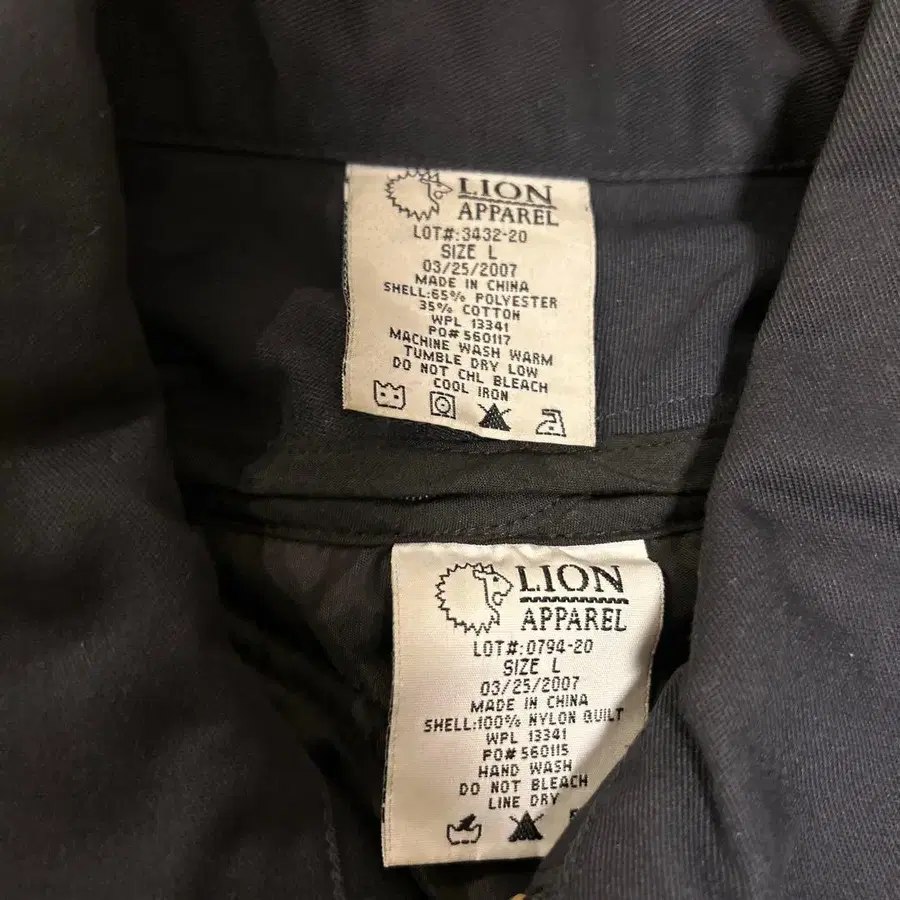 LION
APPAREL
LOT#:3432-20
SIZE L
03/25/2007
MADE IN CHINA
SHELL:65% POLYESTER
35% COTTON
WPL 13341
PO# 560117
MACHINE WASH WARM
TUMBLE DRY LOW
DO NOT CHL BLEACH
COOL IRON
LION
APPAREL
LOT#:0794-20
SIZE L
03/25/2007
MADE IN CHINA
SHELL:100% NYLON QUILT
WPL 13341
PO# 560115
HAND WASH
DO NOT BLEACH
LINE DRY